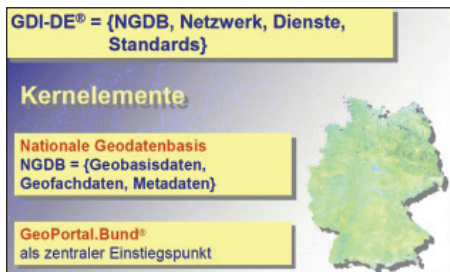 GDI-DE® = {NGDB, Netzwerk, Dienste,
Standards}
Kernelemente
Nationale Geodatenbasis
NGDB = {Geobasisdaten,
Geofachdaten, Metadaten}
GeoPortal.Bund®
als zentraler Einstiegspunkt